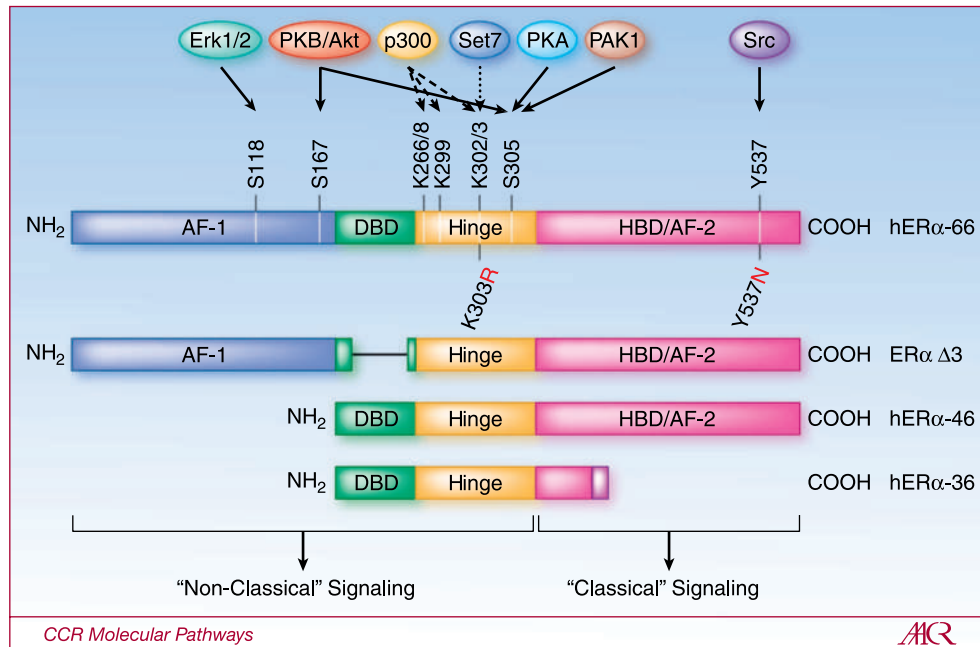 Erk1/2 PKB/Akt p300 Set7 PKA PAK1 Src
S118 S167 K266/8 K299 K302/3 S305 Y537
NH2 AF-1 DBD Hinge HBD/AF-2 COOH hERα-66
K303R Y537N
NH2 AF-1 Hinge HBD/AF-2 COOH ERα Δ3
NH2 DBD Hinge HBD/AF-2 COOH hERα-46
NH2 DBD Hinge COOH hERα-36
“Non-Classical” Signaling “Classical” Signaling
CCR Molecular Pathways AACR